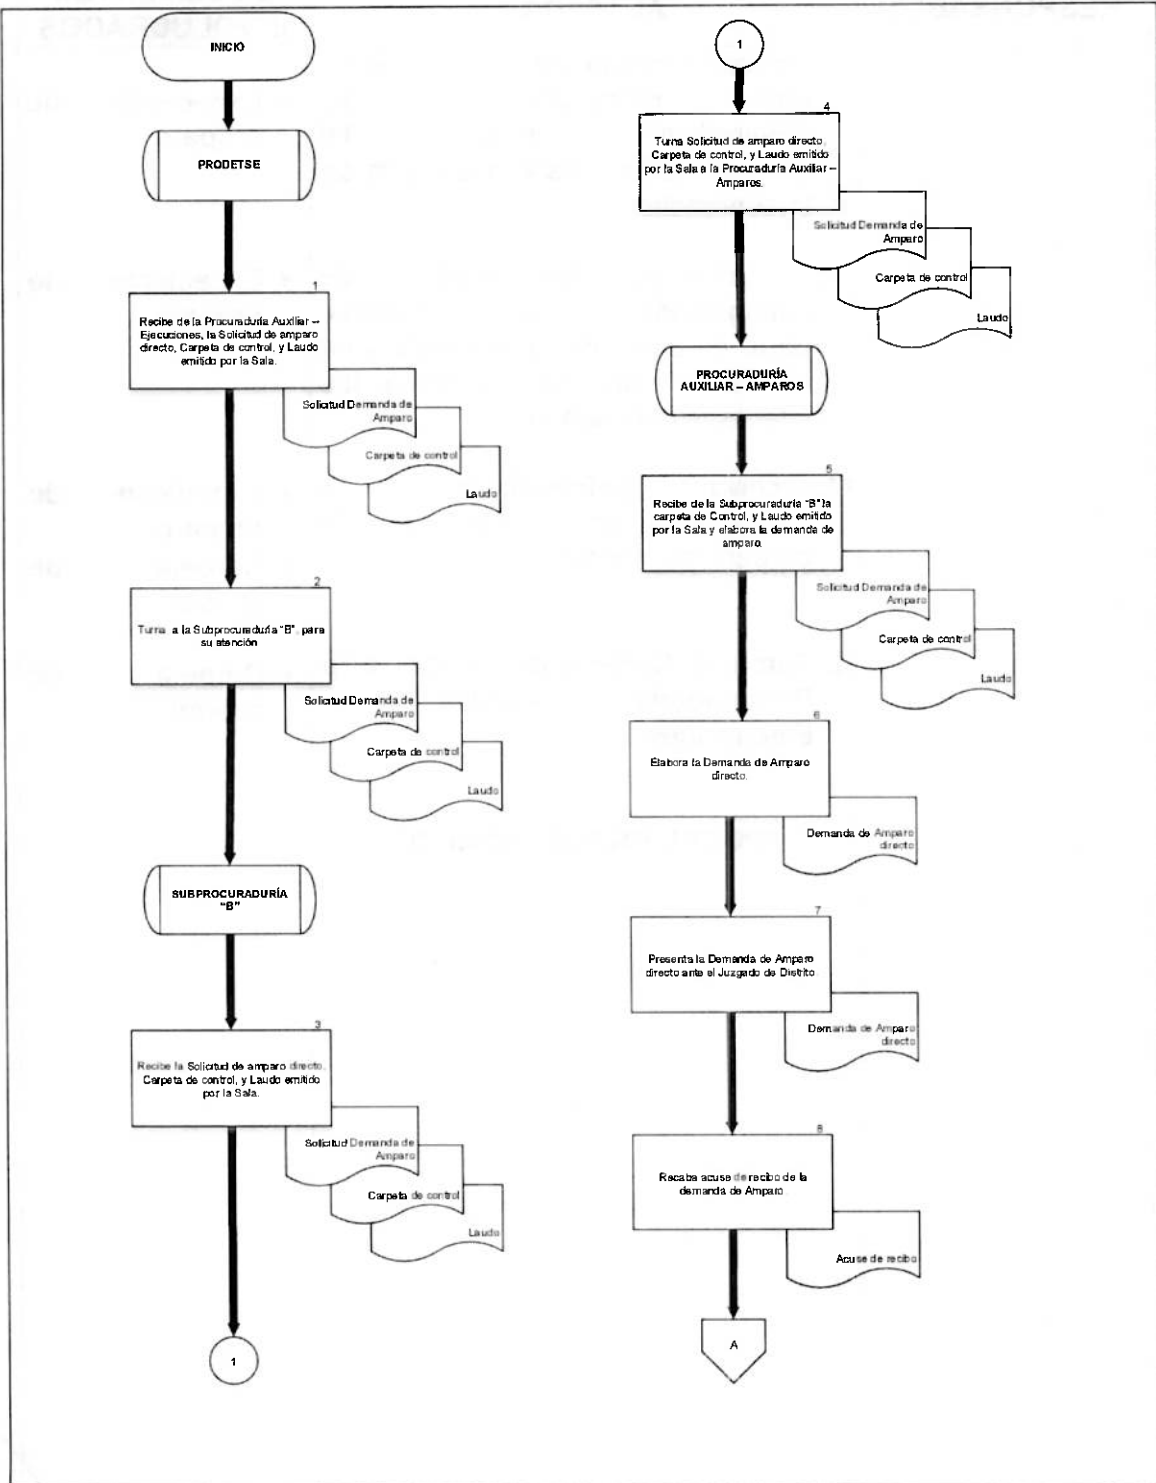 INICIO
PRODETSE
1
Recibe de la Procuraduría Auxiliar –
Ejecuciones, la Solicitud de amparo
directo, Carpeta de control, y Laudo
emitido por la Sala.
Solicitud Demanda de
Amparo
Carpeta de control
Laudo
2
Turna a la Subprocuraduría "B", para
su atención
Solicitud Demanda de
Amparo
Carpeta de control
Laudo
SUBPROCURADURÍA
"B"
3
Recibe la Solicitud de amparo directo,
Carpeta de control, y Laudo emitido
por la Sala.
Solicitud Demanda de
Amparo
Carpeta de control
Laudo
1
1
4
Turna Solicitud de amparo directo,
Carpeta de control, y Laudo emitido
por la Sala a la Procuraduría Auxiliar –
Amparos.
Solicitud Demanda de
Amparo
Carpeta de control
Laudo
PROCURADURÍA
AUXILIAR – AMPAROS
5
Recibe de la Subprocuraduría "B" la
carpeta de Control, y Laudo emitido
por la Sala y elabora la demanda de
amparo.
Solicitud Demanda de
Amparo
Carpeta de control
Laudo
6
Elabora la Demanda de Amparo
directo.
Demanda de Amparo
directo
7
Presenta la Demanda de Amparo
directo ante el Juzgado de Distrito.
Demanda de Amparo
directo
8
Recaba acuse de recibo de la
demanda de Amparo
Acuse de recibo
A